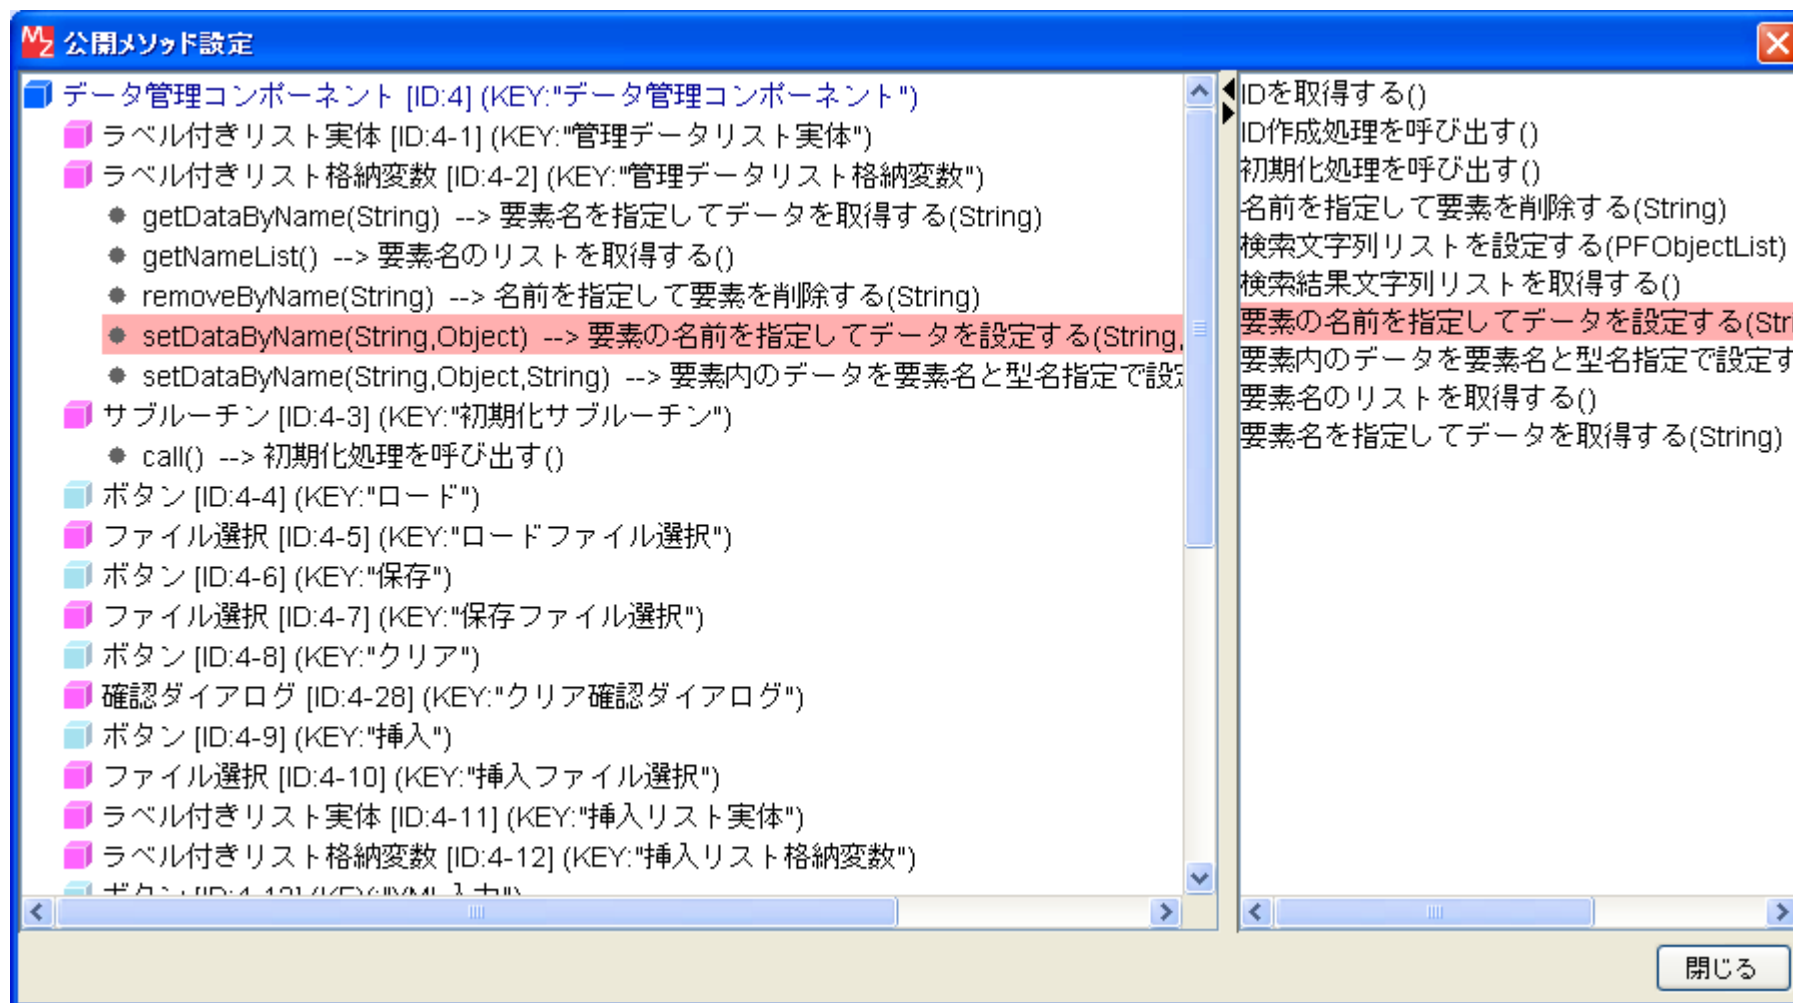 MZ 公開メソッド設定
データ管理コンポーネント [ID:4] (KEY:"データ管理コンポーネント")
ラベル付きリスト実体 [ID:4-1] (KEY:"管理データリスト実体")
ラベル付きリスト格納変数 [ID:4-2] (KEY:"管理データリスト格納変数")
getDataByName(String) --> 要素名を指定してデータを取得する(String)
getNameList() --> 要素名のリストを取得する()
removeByName(String) --> 名前を指定して要素を削除する(String)
setDataByName(String,Object) --> 要素の名前を指定してデータを設定する(String,
setDataByName(String,Object,String) --> 要素内のデータを要素名と型名指定で設
サブルーチン [ID:4-3] (KEY:"初期化サブルーチン")
call() --> 初期化処理を呼び出す()
ボタン [ID:4-4] (KEY:"ロード")
ファイル選択 [ID:4-5] (KEY:"ロードファイル選択")
ボタン [ID:4-6] (KEY:"保存")
ファイル選択 [ID:4-7] (KEY:"保存ファイル選択")
ボタン [ID:4-8] (KEY:"クリア")
確認ダイアログ [ID:4-28] (KEY:"クリア確認ダイアログ")
ボタン [ID:4-9] (KEY:"挿入")
ファイル選択 [ID:4-10] (KEY:"挿入ファイル選択")
ラベル付きリスト実体 [ID:4-11] (KEY:"挿入リスト実体")
ラベル付きリスト格納変数 [ID:4-12] (KEY:"挿入リスト格納変数")
IDを取得する()
ID作成処理を呼び出す()
初期化処理を呼び出す()
名前を指定して要素を削除する(String)
検索文字列リストを設定する(PFObjectList)
検索結果文字列リストを取得する()
要素の名前を指定してデータを設定する(Stri
要素内のデータを要素名と型名指定で設定す
要素名のリストを取得する()
要素名を指定してデータを取得する(String)
閉じる